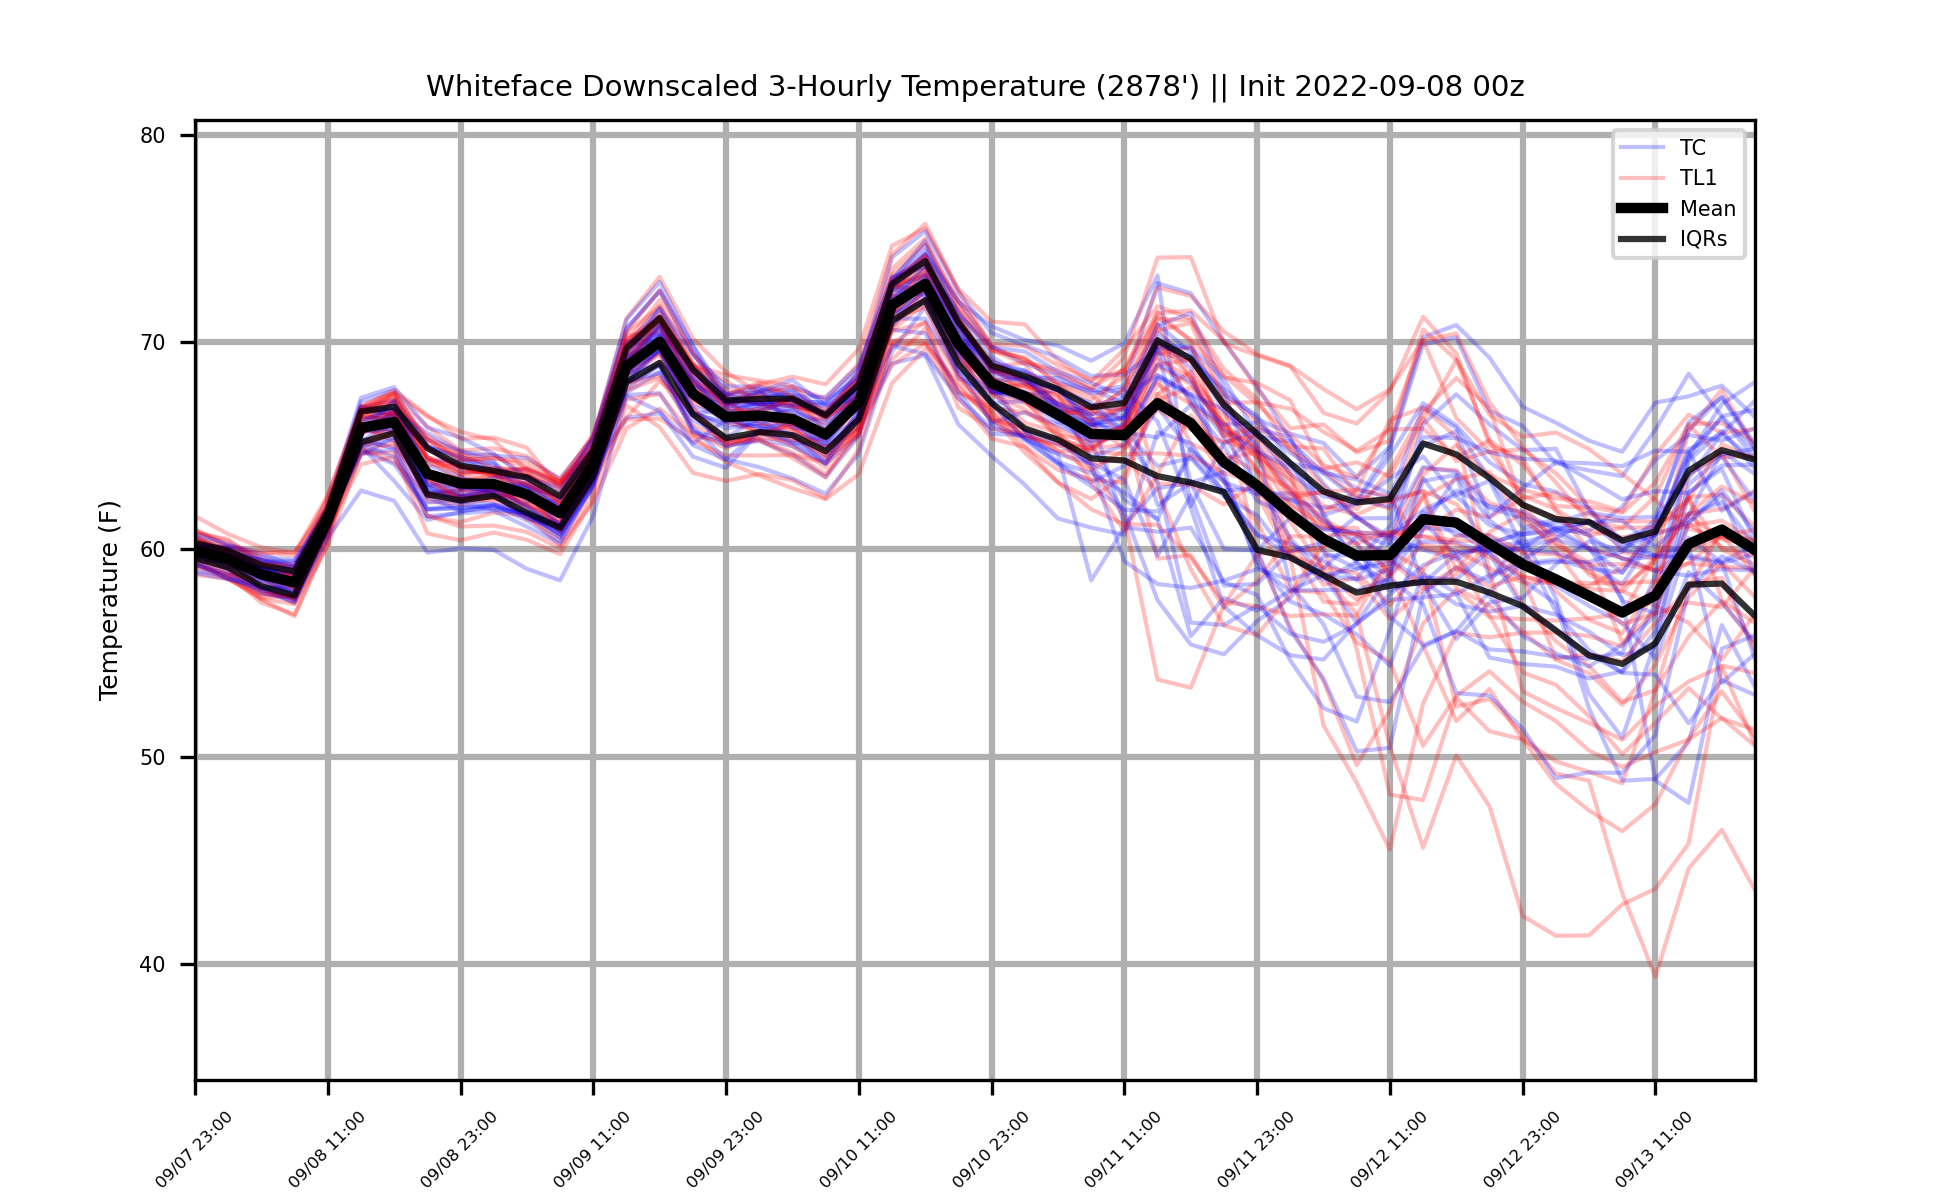 Whiteface Downscaled 3-Hourly Temperature (2878') || Init 2022-09-08 00z
TC
TL1
Mean
IQRs
Temperature (F)
80
70
60
50
40
09/07 23:00
09/08 11:00
09/08 23:00
09/09 11:00
09/09 23:00
09/10 11:00
09/10 23:00
09/11 11:00
09/11 23:00
09/12 11:00
09/12 23:00
09/13 11:00